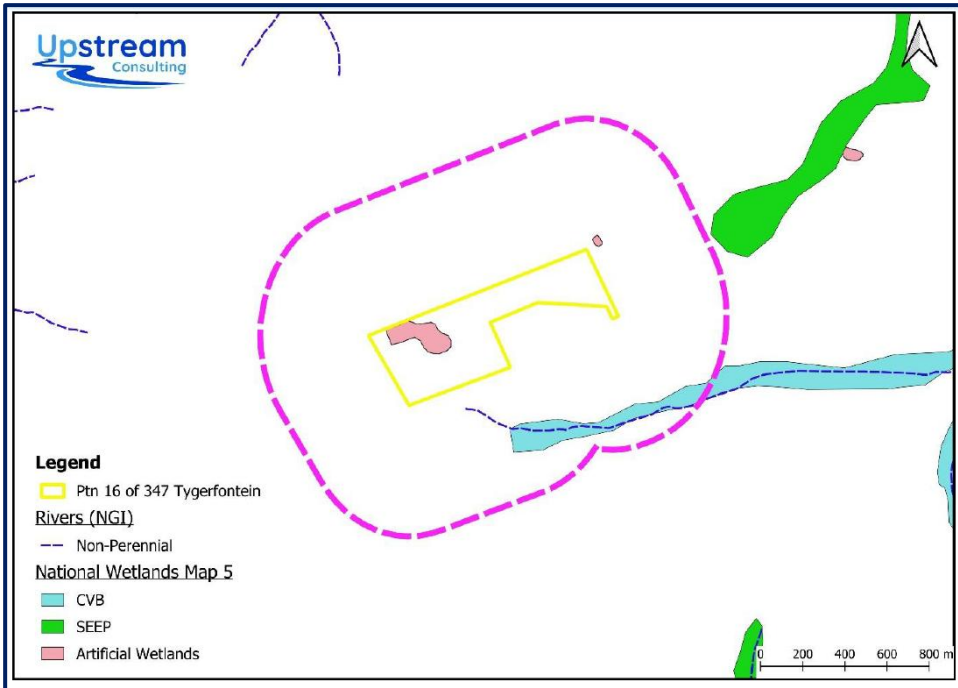 Upstream
Consulting
Legend
Ptn 16 of 347 Tygerfontein
Rivers (NGI)
Non-Perennial
National Wetlands Map 5
CVB
SEEP
Artificial Wetlands
0 200 400 600 800 m